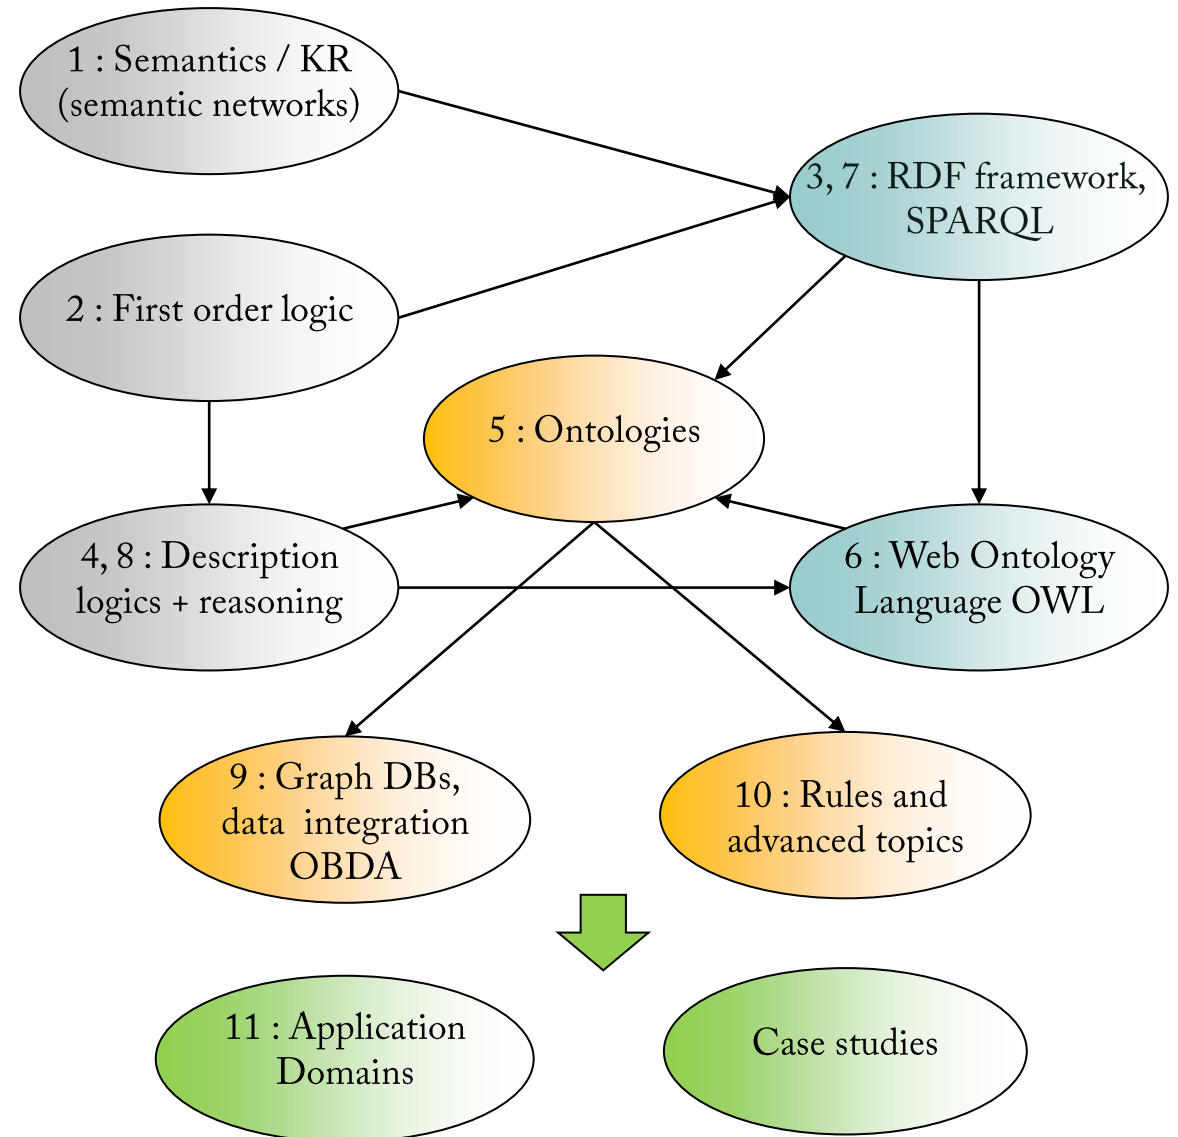 1 : Semantics / KR
(semantic networks)
3, 7 : RDF framework,
SPARQL
2 : First order logic
5 : Ontologies
4, 8 : Description
logics + reasoning
6 : Web Ontology
Language OWL
9 : Graph DBs,
data integration
OBDA
10 : Rules and
advanced topics
11 : Application
Domains
Case studies